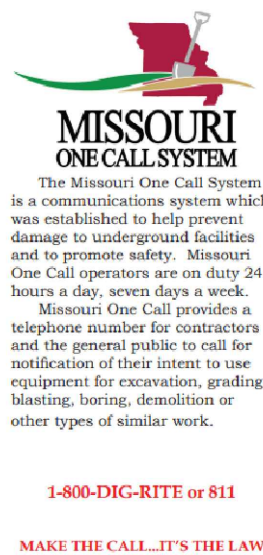 MISSOURI
ONE CALL SYSTEM
The Missouri One Call System
is a communications system which
was established to help prevent
damage to underground facilities
and to promote safety. Missouri
One Call operators are on duty 24
hours a day, seven days a week.
Missouri One Call provides a
telephone number for contractors
and the general public to call for
notification of their intent to use
equipment for excavation, grading
blasting, boring, demolition or
other types of similar work.
1-800-DIG-RITE or 811
MAKE THE CALL...IT'S THE LAW